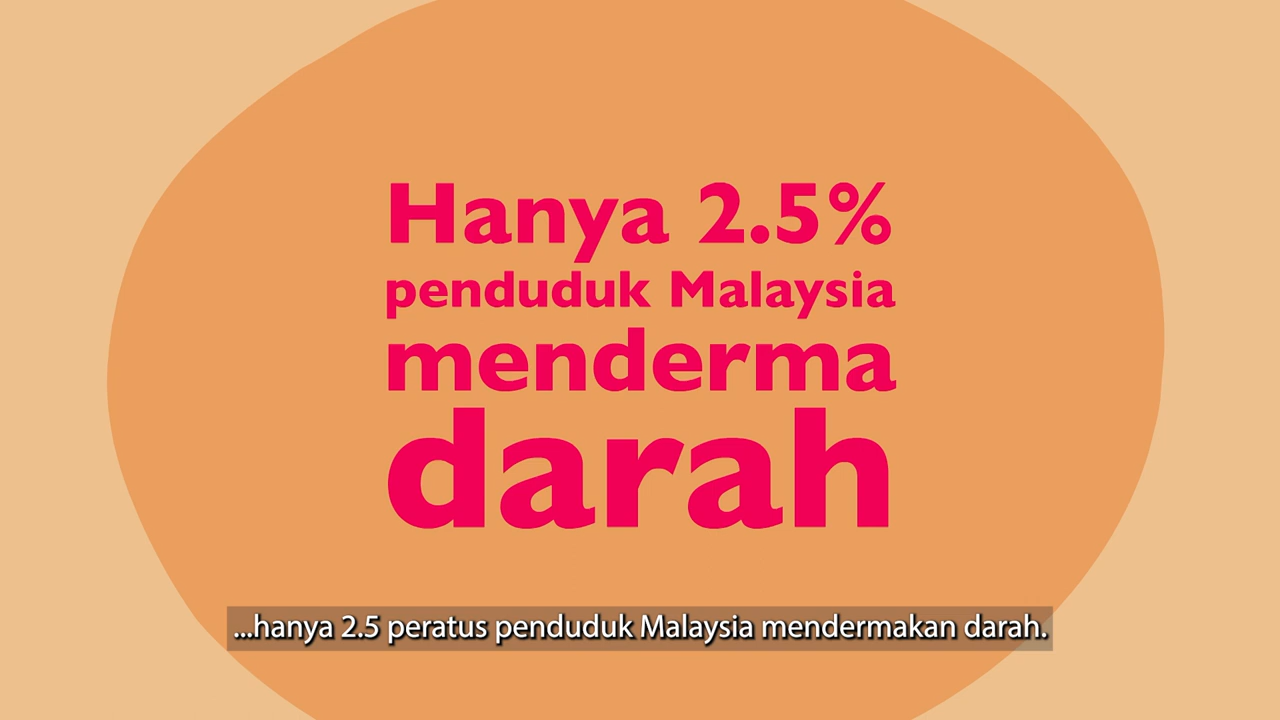 Hanya 2.5%
penduduk Malaysia
menderma
darah
...hanya 2.5 peratus penduduk Malaysia mendermakan darah.